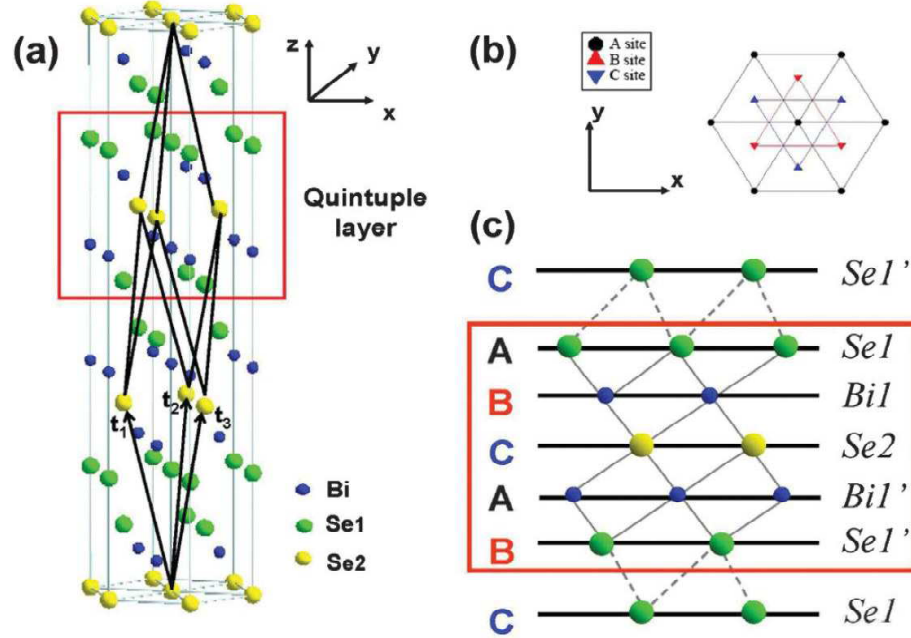 (a)
z
y
x
Quintuple
layer
t1
t2
t3
Bi
Se1
Se2
(b)
A site
B site
C site
y
x
(c)
C Se1’
A Se1
B Bi1
C Se2
A Bi1’
B Se1’
C Se1